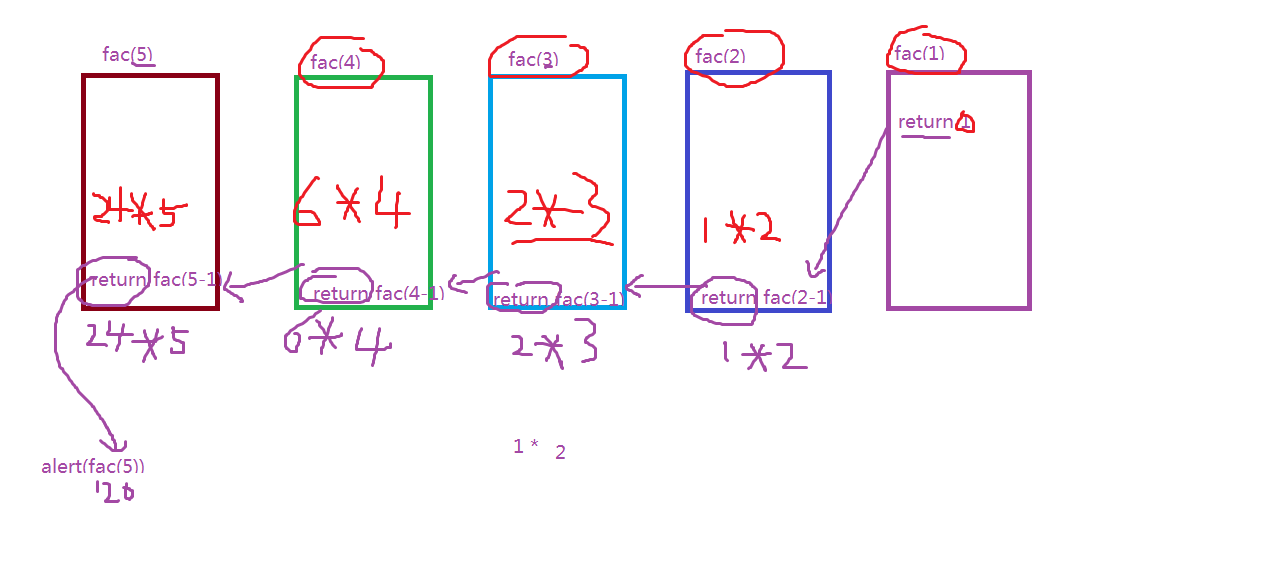 fac(5)
fac(4)
fac(3)
fac(2)
fac(1)
return 1
24*5
6*4
2*3
1*2
return fac(5-1)
return fac(4-1)
return fac(3-1)
return fac(2-1)
24*5
6*4
2*3
1*2
1 * 2
alert(fac(5))
120